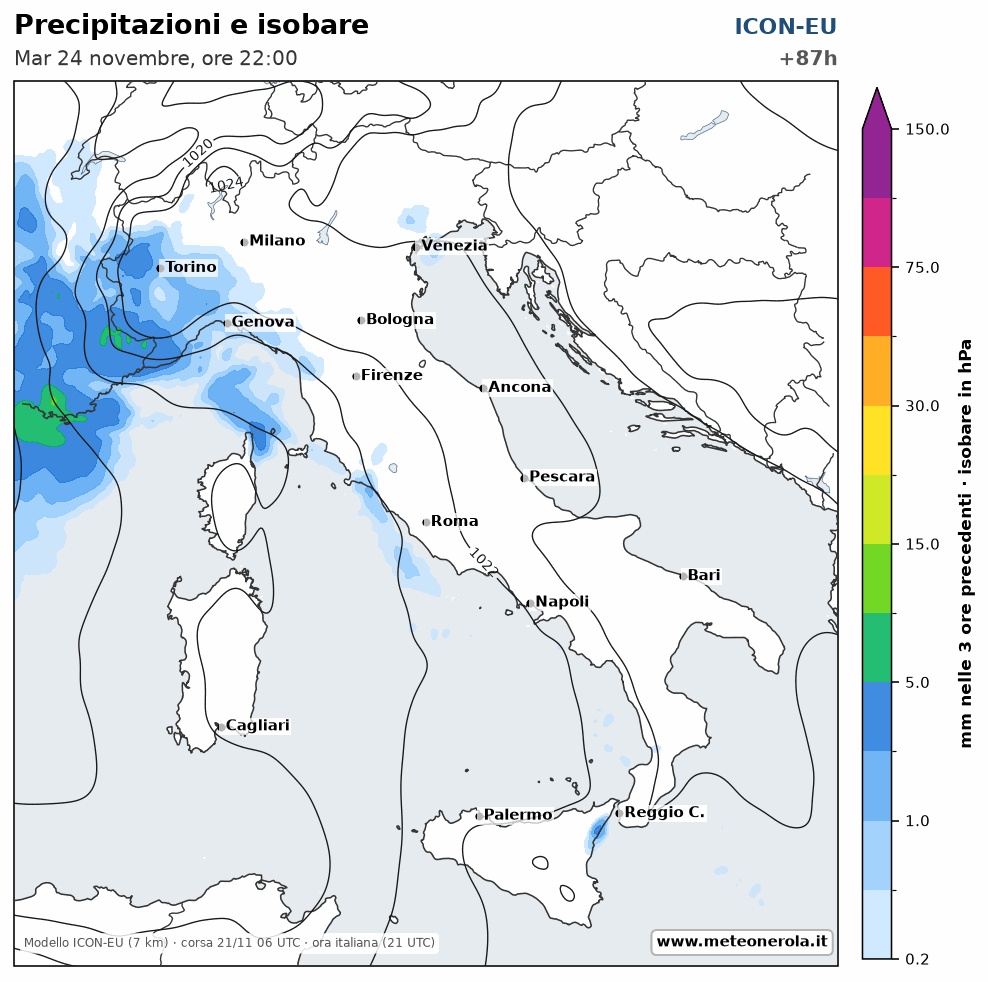 Precipitazioni e isobare
ICON-EU
Mar 24 novembre, ore 22:00
+87h
1020
1024
Milano
Venezia
Torino
Genova
Bologna
Firenze
Ancona
Pescara
Roma
Bari
Napoli
Cagliari
Palermo
Reggio C.
150.0
75.0
30.0
15.0
5.0
1.0
0.2
mm nelle 3 ore precedenti · isobare in hPa
Modello ICON-EU (7 km) · corsa 21/11 06 UTC · ora italiana (21 UTC)
www.meteonerola.it